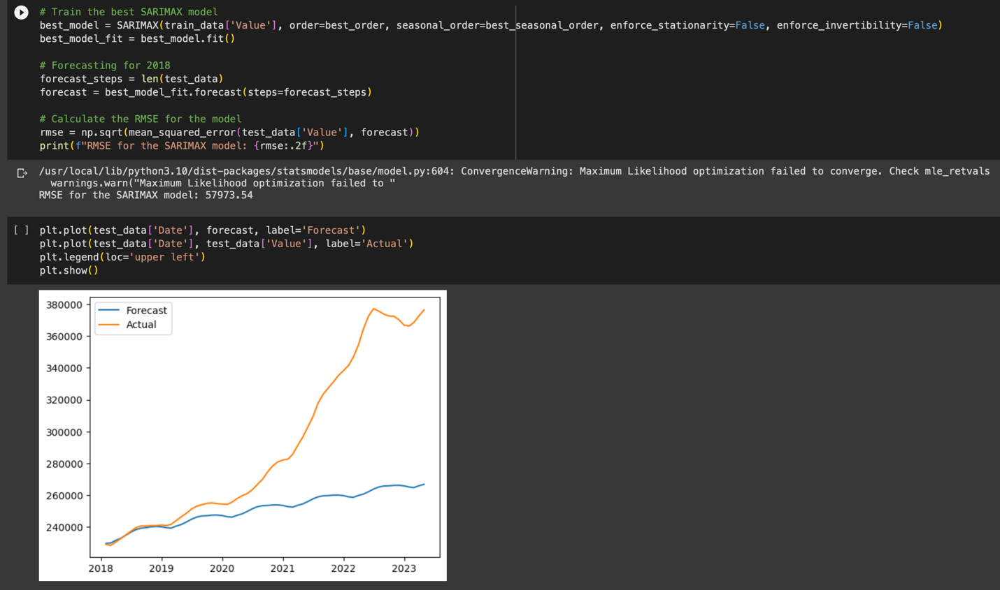 # Train the best SARIMAX model
best_model = SARIMAX(train_data['Value'], order=best_order, seasonal_order=best_seasonal_order, enforce_stationarity=False, enforce_invertibility=False)
best_model_fit = best_model.fit()
# Forecasting for 2018
forecast_steps = len(test_data)
forecast = best_model_fit.forecast(steps=forecast_steps)
# Calculate the RMSE for the model
rmse = np.sqrt(mean_squared_error(test_data['Value'], forecast))
print(f"RMSE for the SARIMAX model: {rmse:.2f}")
/usr/local/lib/python3.10/dist-packages/statsmodels/base/model.py:604: ConvergenceWarning: Maximum Likelihood optimization failed to converge. Check mle_retvals
warnings.warn("Maximum Likelihood optimization failed to "
RMSE for the SARIMAX model: 57973.54
[ ] plt.plot(test_data['Date'], forecast, label='Forecast')
plt.plot(test_data['Date'], test_data['Value'], label='Actual')
plt.legend(loc='upper left')
plt.show()
Forecast
Actual
380000
360000
340000
320000
300000
280000
260000
240000
2018 2019 2020 2021 2022 2023